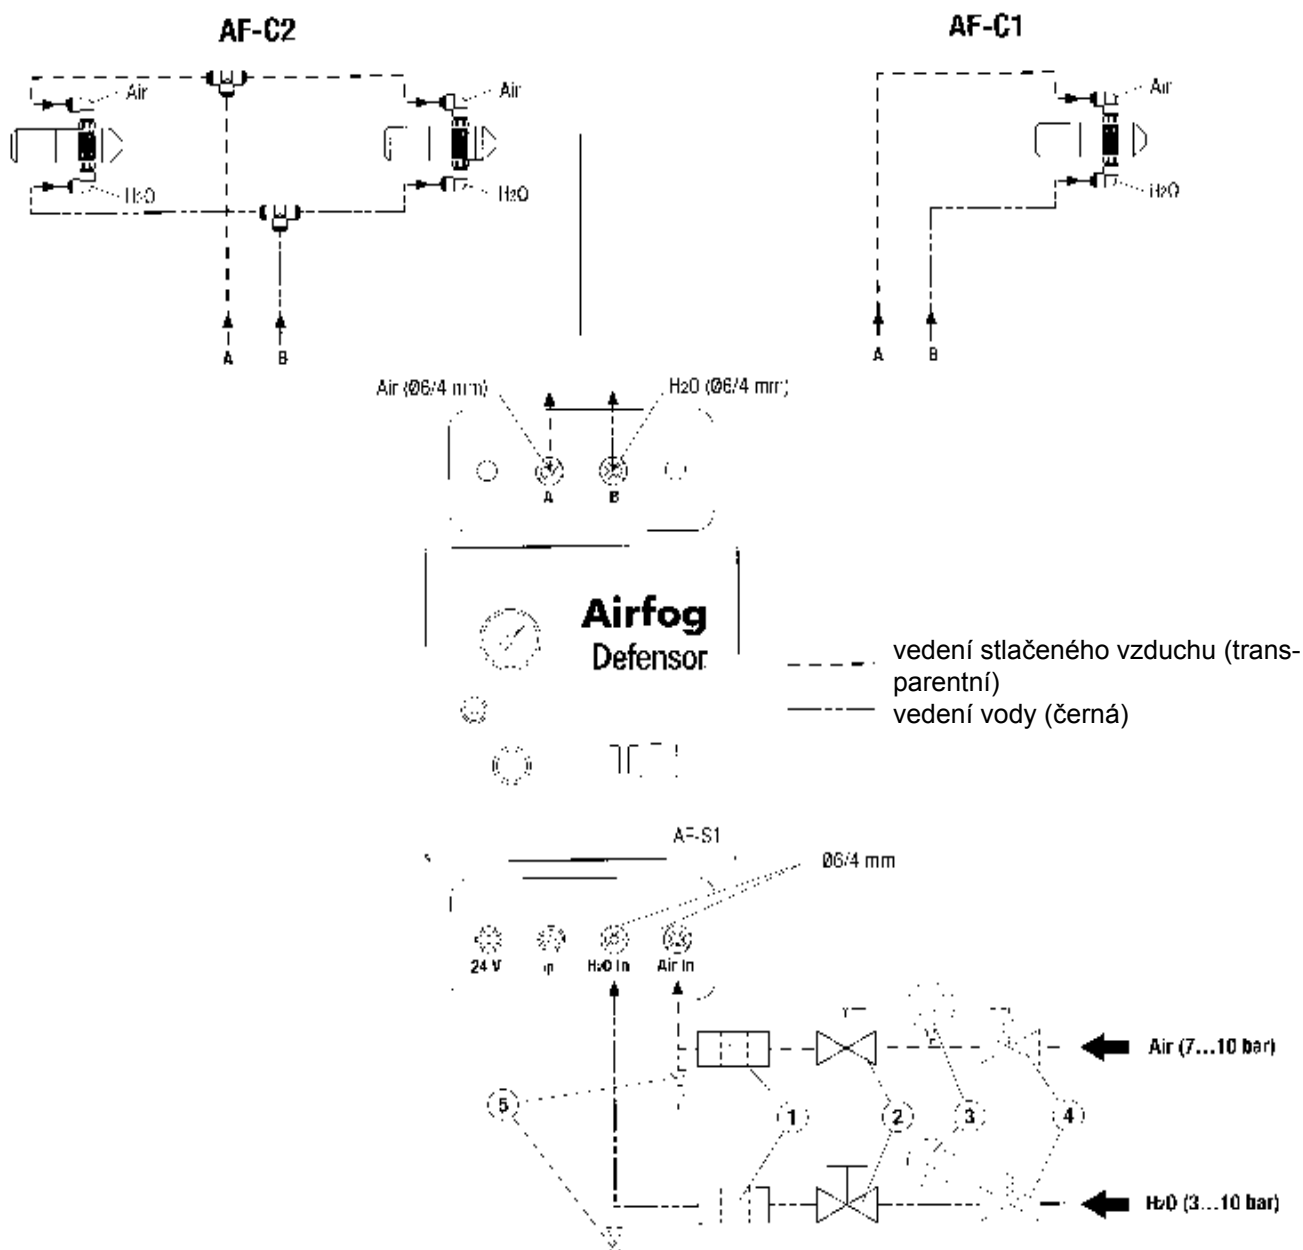 AF-C2
AF-C1
Air
Air
Air
H2O
H2O
H2O
A
B
A
B
Air (Ø6/4 mm)
H2O (Ø6/4 mm)
A
B
Airfog
Defensor
vedení stlačeného vzduchu (trans-
parentní)
vedení vody (černá)
AF-S1
Ø6/4 mm
24 V
H2O In
Air In
Air (7...10 bar)
5
1
2
3
4
H2O (3...10 bar)